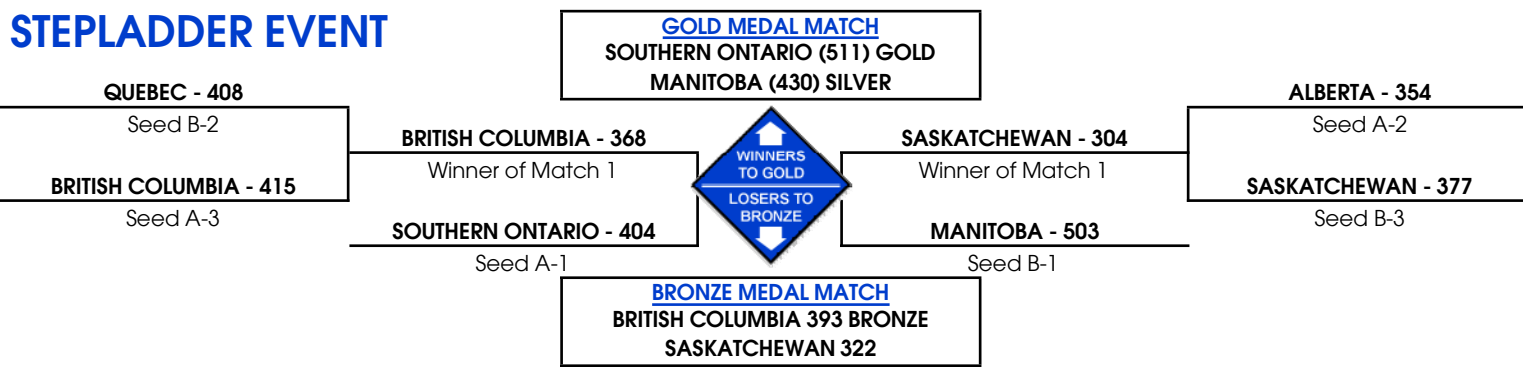 STEPLADDER EVENT
GOLD MEDAL MATCH
SOUTHERN ONTARIO (511) GOLD
MANITOBA (430) SILVER
QUEBEC - 408
Seed B-2
BRITISH COLUMBIA - 415
Seed A-3
BRITISH COLUMBIA - 368
Winner of Match 1
SOUTHERN ONTARIO - 404
Seed A-1
WINNERS
TO GOLD
LOSERS TO
BRONZE
SASKATCHEWAN - 304
Winner of Match 1
MANITOBA - 503
Seed B-1
ALBERTA - 354
Seed A-2
SASKATCHEWAN - 377
Seed B-3
BRONZE MEDAL MATCH
BRITISH COLUMBIA 393 BRONZE
SASKATCHEWAN 322